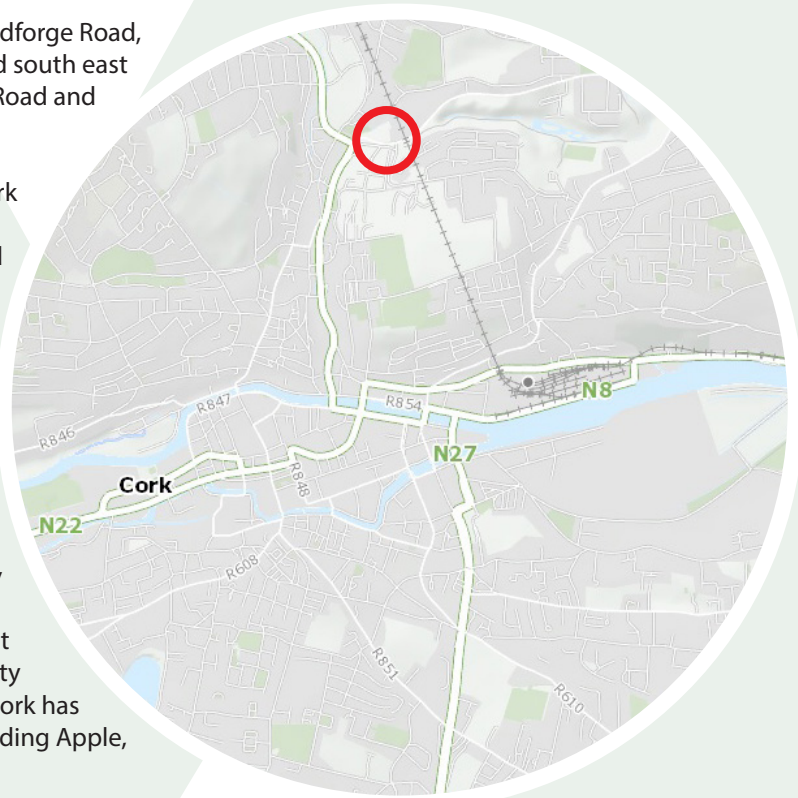 dforge Road,
d south east
Road and
rk
d
y
t
ty
ork has
ding Apple,
N8
R854
R847
R846
N27
Cork
R848
N22
R608
R851
R610